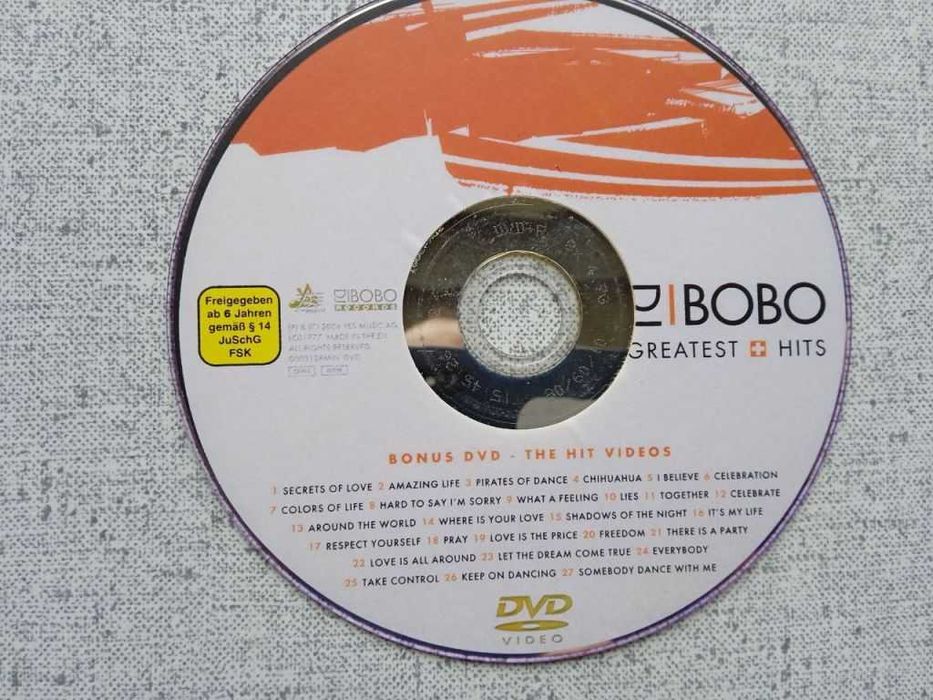 Freigegeben
ab 6 Jahren
gemäß § 14
JuSchG
FSK
DJ BOBO
RECORDS
ALL RIGHTS RESERVED
DJ BOBO
GREATEST HITS
BONUS DVD - THE HIT VIDEOS
1 SECRETS OF LOVE 2 AMAZING LIFE 3 PIRATES OF DANCE 4 CHIHUAHUA 5 I BELIEVE 6 CELEBRATION
7 COLORS OF LIFE 8 HARD TO SAY I'M SORRY 9 WHAT A FEELING 10 LIES 11 TOGETHER 12 CELEBRATE
13 AROUND THE WORLD 14 WHERE IS YOUR LOVE 15 SHADOWS OF THE NIGHT 16 IT'S MY LIFE
17 RESPECT YOURSELF 18 PRAY 19 LOVE IS THE PRICE 20 FREEDOM 21 THERE IS A PARTY
22 LOVE IS ALL AROUND 23 LET THE DREAM COME TRUE 24 EVERYBODY
25 TAKE CONTROL 26 KEEP ON DANCING 27 SOMEBODY DANCE WITH ME
DVD
VIDEO